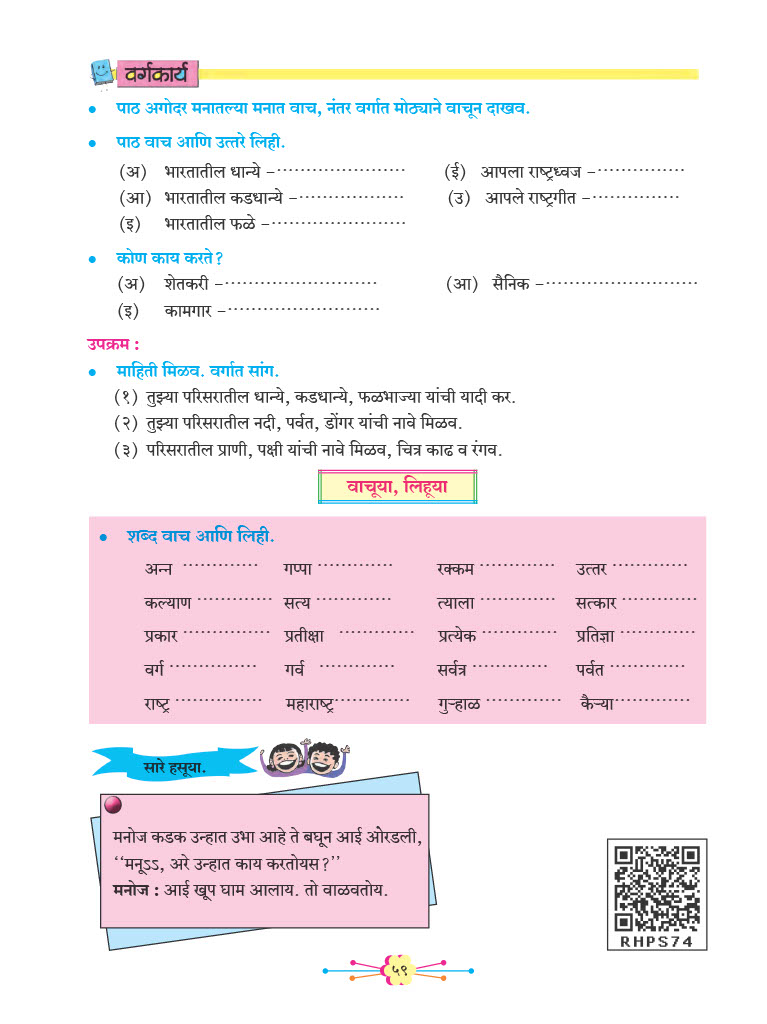 वर्गकार्य
• पाठ अगोदर मनातल्या मनात वाच, नंतर वर्गात मोठ्याने वाचून दाखव.
• पाठ वाच आणि उत्तरे लिही.
(अ) भारतातील धान्ये –······················ (ई) आपला राष्ट्रध्वज –···············
(आ) भारतातील कडधान्ये –·················· (उ) आपले राष्ट्रगीत –···············
(इ) भारतातील फळे –·······················
• कोण काय करते?
(अ) शेतकरी –·························· (आ) सैनिक –··························
(इ) कामगार –··························
उपक्रम :
• माहिती मिळव. वर्गात सांग.
(१) तुझ्या परिसरातील धान्ये, कडधान्ये, फळभाज्या यांची यादी कर.
(२) तुझ्या परिसरातील नदी, पर्वत, डोंगर यांची नावे मिळव.
(३) परिसरातील प्राणी, पक्षी यांची नावे मिळव, चित्र काढ व रंगव.
वाचूया, लिहूया
• शब्द वाच आणि लिही.
अन्न ············· गप्पा ············· रक्कम ············· उत्तर ·············
कल्याण ············· सत्य ············· त्याला ············· सत्कार ·············
प्रकार ··············· प्रतीक्षा ············· प्रत्येक ············· प्रतिज्ञा ·············
वर्ग ··············· गर्व ············· सर्वत्र ············· पर्वत ·············
राष्ट्र ··············· महाराष्ट्र············· गुऱ्हाळ ············· कैऱ्या·············
सारे हसूया.
मनोज कडक उन्हात उभा आहे ते बघून आई ओरडली,
‘‘मनूऽऽ, अरे उन्हात काय करतोयस?’’
मनोज : आई खूप घाम आलाय. तो वाळवतोय.
RHPS74
५९